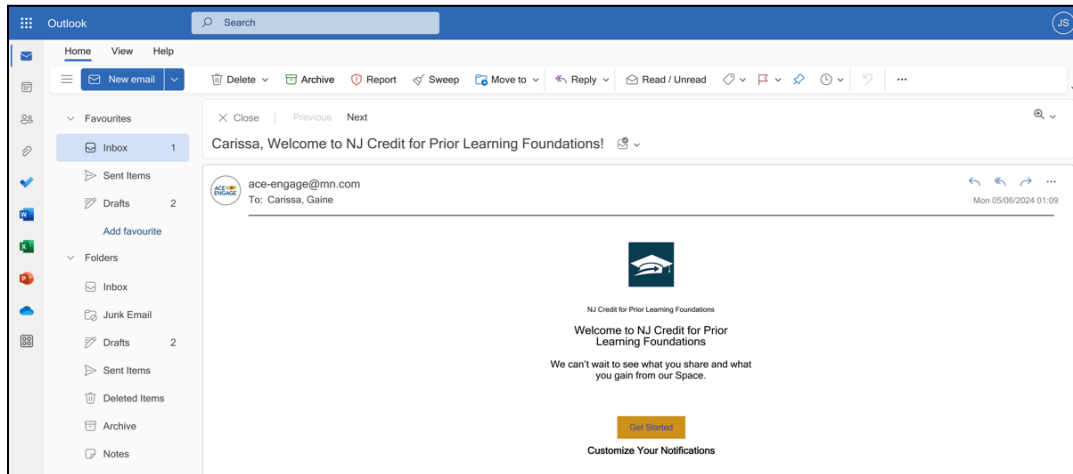 Outlook
Search
JS
Home View Help
New email
Delete Archive Report Sweep Move to Reply Read / Unread
Favourites
Inbox 1
Sent Items
Drafts 2
Add favourite
Folders
Inbox
Junk Email
Drafts 2
Sent Items
Deleted Items
Archive
Notes
Close Previous Next
Carissa, Welcome to NJ Credit for Prior Learning Foundations!
ACE
ENGAGE
ace-engage@mn.com
To: Carissa, Gaine
Mon 05/06/2024 01:09
NJ Credit for Prior Learning Foundations
Welcome to NJ Credit for Prior
Learning Foundations
We can't wait to see what you share and what
you gain from our Space.
Get Started
Customize Your Notifications